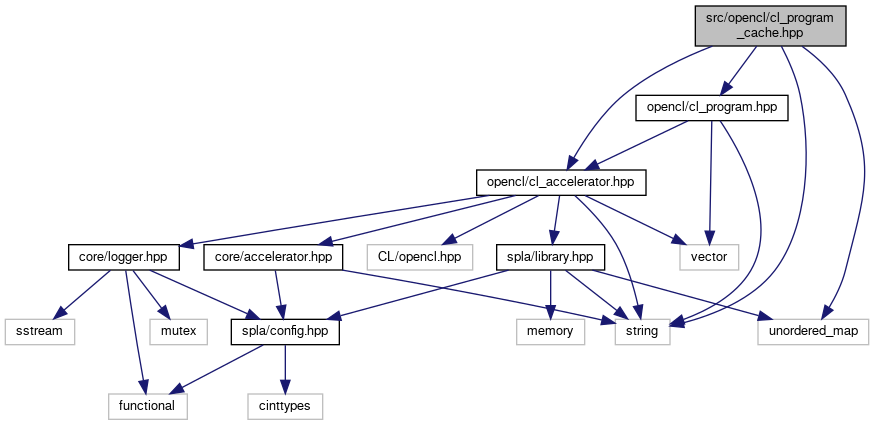 src/opencl/cl_program
_cache.hpp
opencl/cl_program.hpp
opencl/cl_accelerator.hpp
core/logger.hpp
core/accelerator.hpp
CL/opencl.hpp
spla/library.hpp
vector
sstream
mutex
spla/config.hpp
memory
string
unordered_map
functional
cinttypes